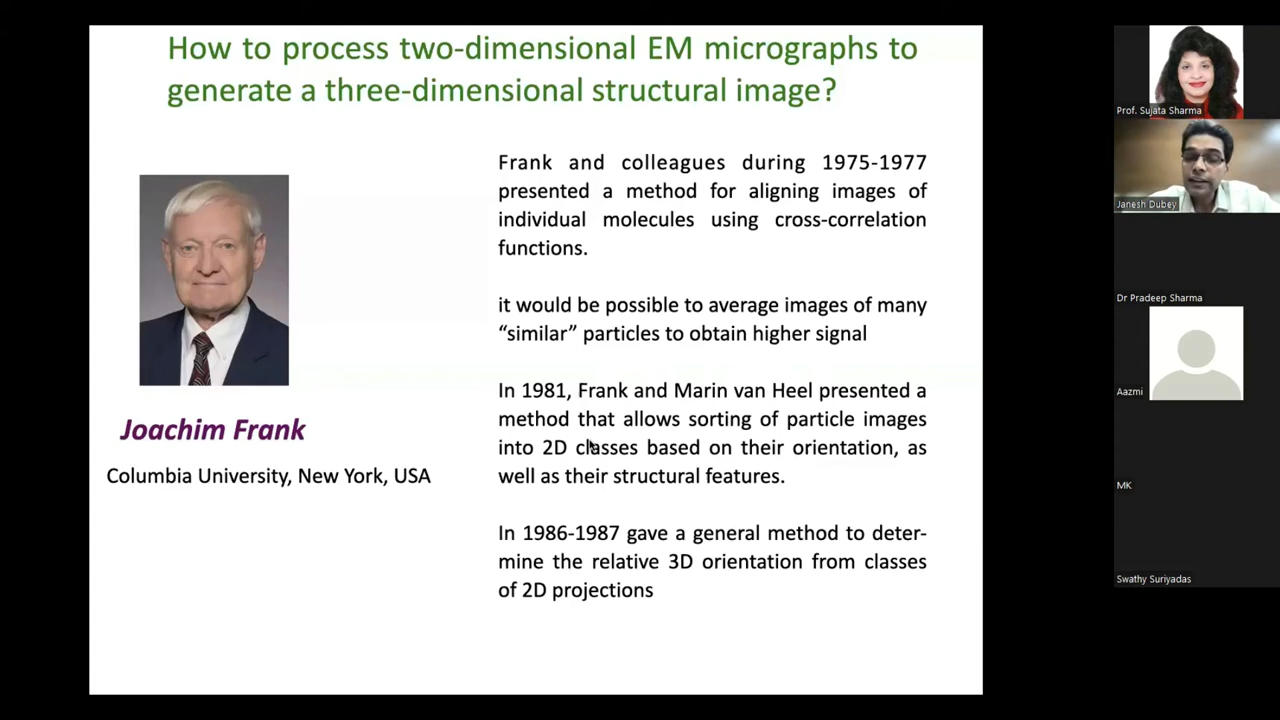 How to process two-dimensional EM micrographs to
generate a three-dimensional structural image?
Frank and colleagues during 1975-1977
presented a method for aligning images of
individual molecules using cross-correlation
functions.
it would be possible to average images of many
“similar” particles to obtain higher signal
In 1981, Frank and Marin van Heel presented a
method that allows sorting of particle images
into 2D classes based on their orientation, as
well as their structural features.
In 1986-1987 gave a general method to deter-
mine the relative 3D orientation from classes
of 2D projections
Joachim Frank
Columbia University, New York, USA
Prof. Sujata Sharma
Janesh Dubey
Dr Pradeep Sharma
Aazmi
MK
Swathy Suriyadas